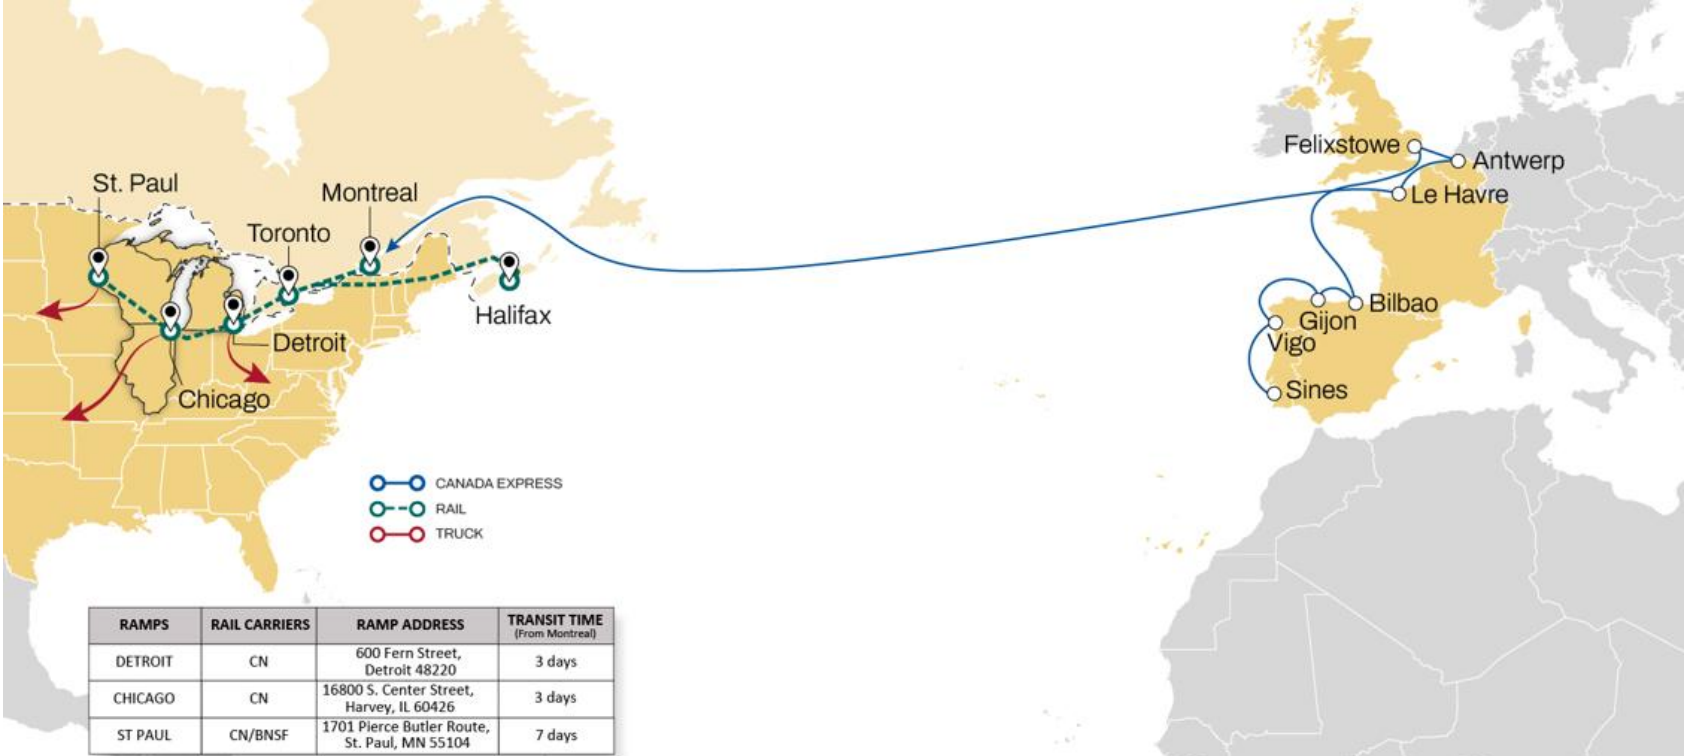 St. Paul
Montreal
Toronto
Halifax
Detroit
Chicago
Felixstowe
Antwerp
Le Havre
Bilbao
Gijon
Vigo
Sines
CANADA EXPRESS
RAIL
TRUCK
RAMPS RAIL CARRIERS RAMP ADDRESS TRANSIT TIME
(From Montreal)
DETROIT CN 600 Fern Street,
Detroit 48220 3 days
CHICAGO CN 16800 S. Center Street,
Harvey, IL 60426 3 days
ST PAUL CN/BNSF 1701 Pierce Butler Route,
St. Paul, MN 55104 7 days